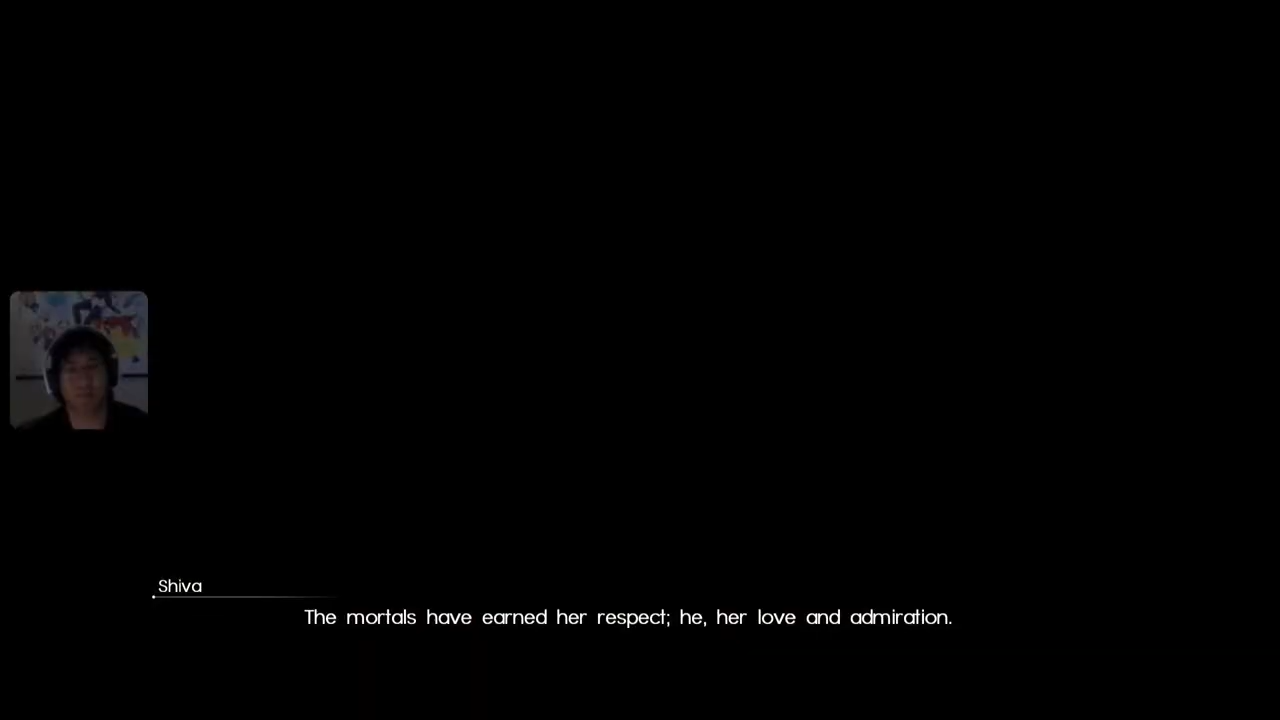 Shiva
The mortals have earned her respect; he, her love and admiration.